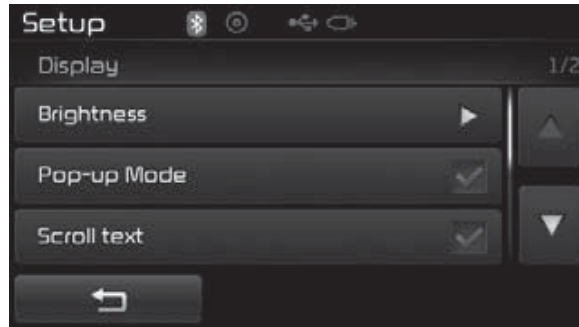 Setup
Display 1/2
Brightness
Pop-up Mode
Scroll text